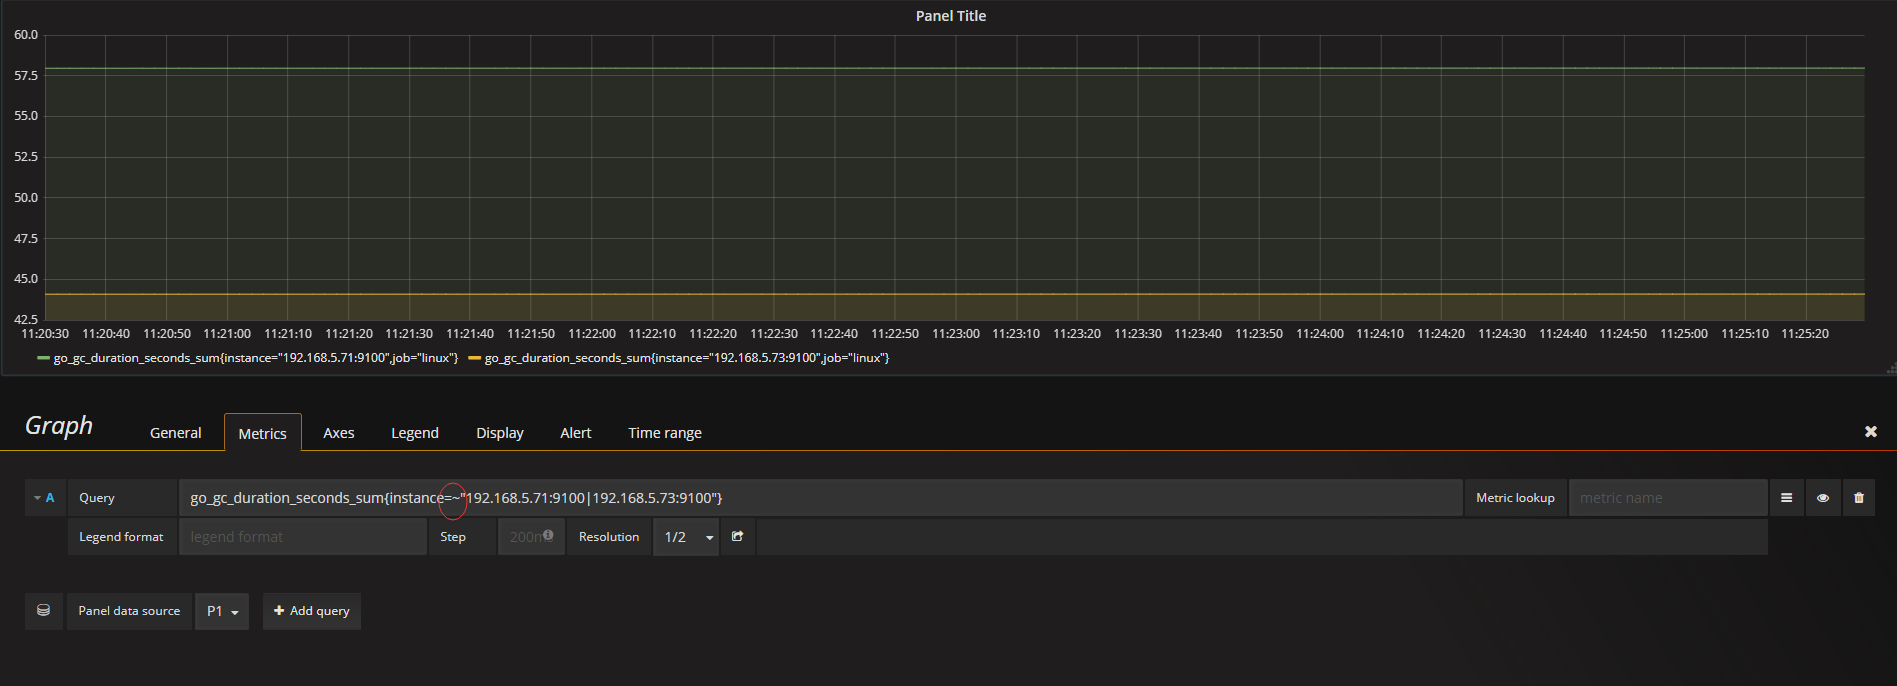 Panel Title
60.0
57.5
55.0
52.5
50.0
47.5
45.0
42.5
11:20:30 11:20:40 11:20:50 11:21:00 11:21:10 11:21:20 11:21:30 11:21:40 11:21:50 11:22:00 11:22:10 11:22:20 11:22:30 11:22:40 11:22:50 11:23:00 11:23:10 11:23:20 11:23:30 11:23:40 11:23:50 11:24:00 11:24:10 11:24:20 11:24:30 11:24:40 11:24:50 11:25:00 11:25:10 11:25:20
go_gc_duration_seconds_sum{instance="192.168.5.71:9100",job="linux"} go_gc_duration_seconds_sum{instance="192.168.5.73:9100",job="linux"}
Graph General Metrics Axes Legend Display Alert Time range
A Query go_gc_duration_seconds_sum{instance=~"192.168.5.71:9100|192.168.5.73:9100"} Metric lookup metric name
Legend format legend format Step Resolution 1/2
Panel data source P1 Add query